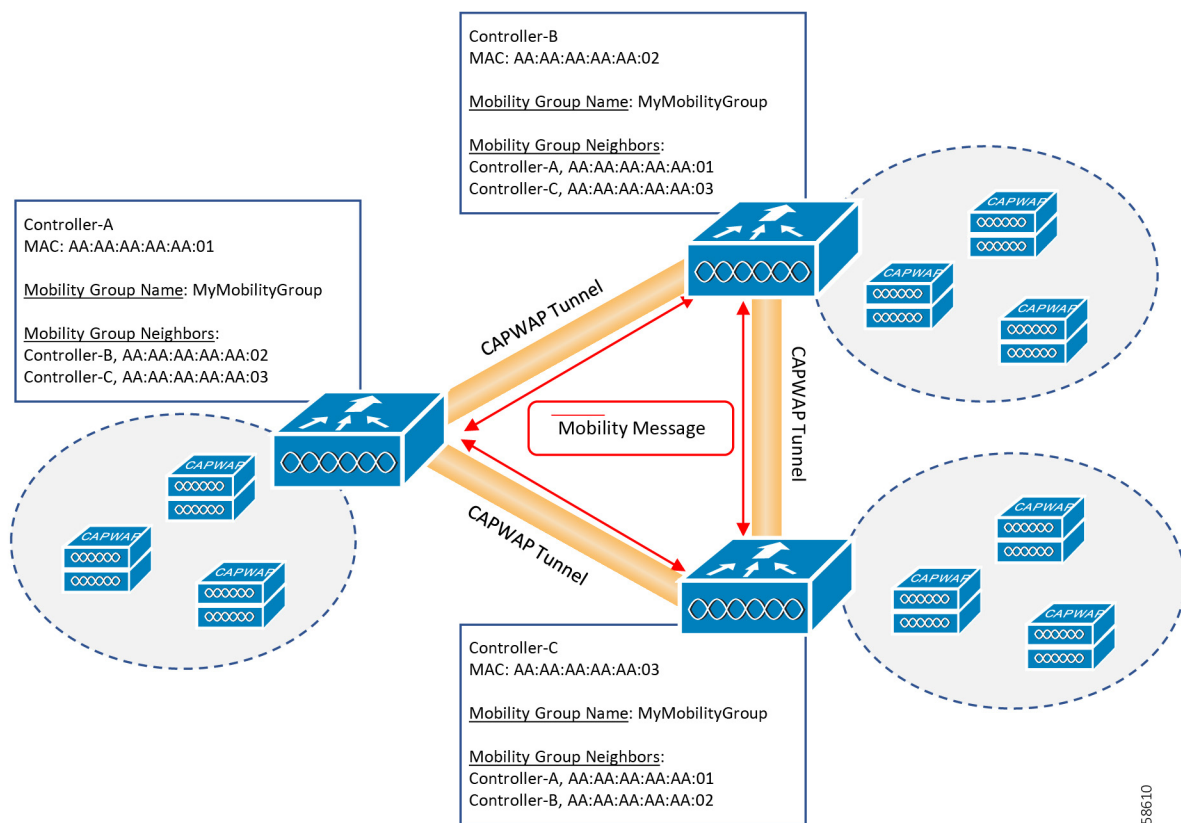 Controller-B
MAC: AA:AA:AA:AA:AA:02
Mobility Group Name: MyMobilityGroup
Mobility Group Neighbors:
Controller-A, AA:AA:AA:AA:AA:01
Controller-C, AA:AA:AA:AA:AA:03
Controller-A
MAC: AA:AA:AA:AA:AA:01
Mobility Group Name: MyMobilityGroup
Mobility Group Neighbors:
Controller-B, AA:AA:AA:AA:AA:02
Controller-C, AA:AA:AA:AA:AA:03
CAPWAP
CAPWAP
CAPWAP
CAPWAP Tunnel
CAPWAP Tunnel
Mobility Message
CAPWAP Tunnel
CAPWAP
CAPWAP
CAPWAP
CAPWAP
CAPWAP
CAPWAP
Controller-C
MAC: AA:AA:AA:AA:AA:03
Mobility Group Name: MyMobilityGroup
Mobility Group Neighbors:
Controller-A, AA:AA:AA:AA:AA:01
Controller-B, AA:AA:AA:AA:AA:02
58610